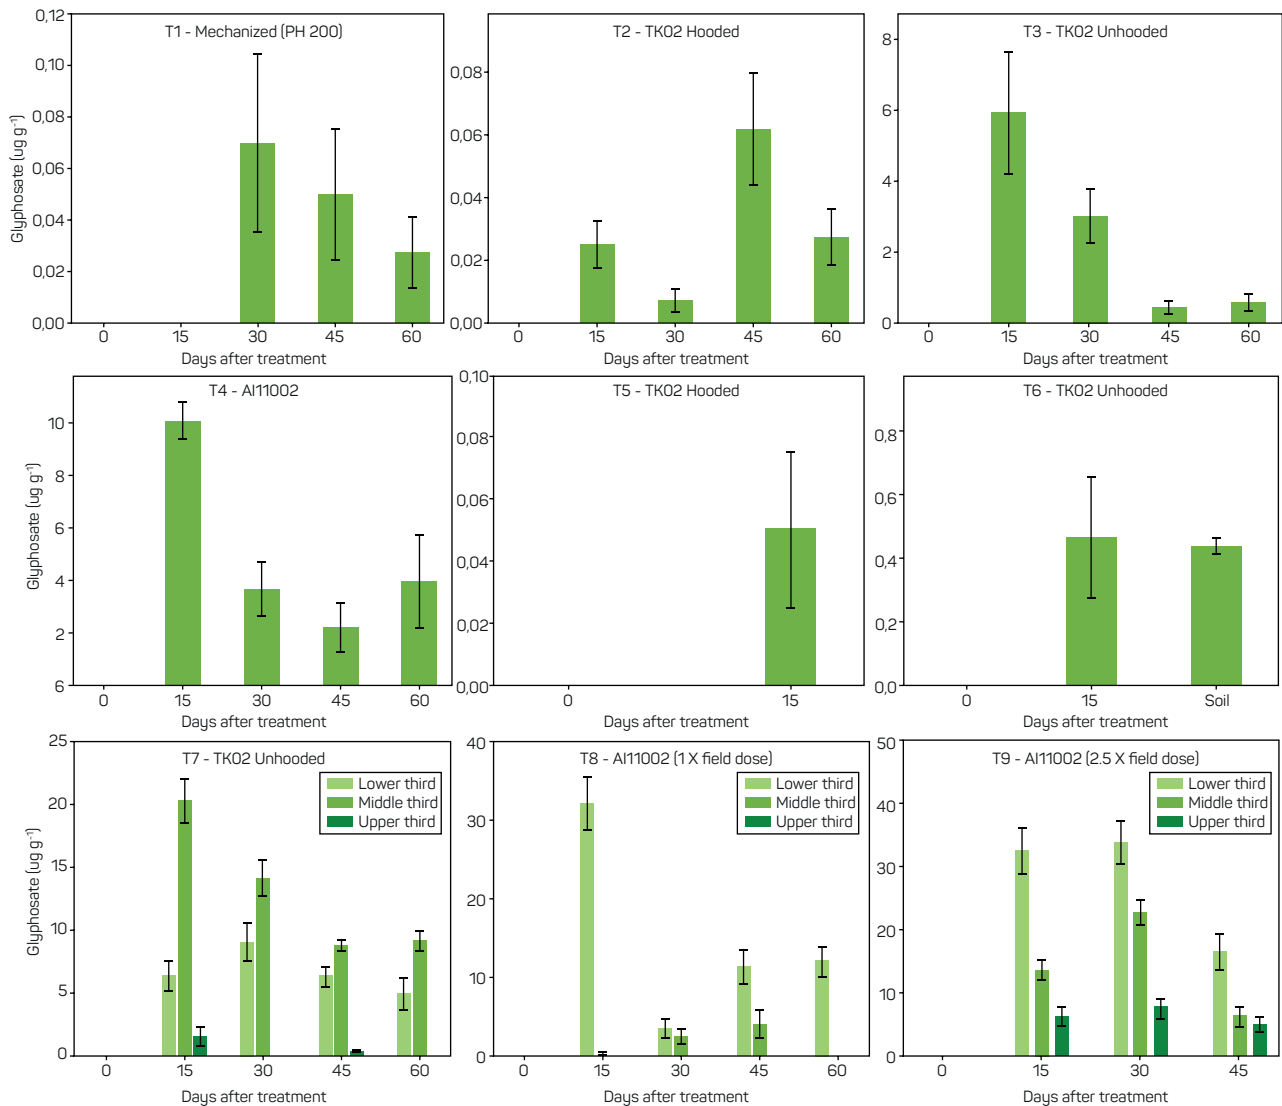 T1 - Mechanized (PH 200)
Glyphosate (ug g-1)
0,12
0,10
0,08
0,06
0,04
0,02
0,00
0 15 30 45 60
Days after treatment
T2 - TK02 Hooded
0,08
0,06
0,04
0,02
0,00
0 15 30 45 60
Days after treatment
T3 - TK02 Unhooded
8
6
4
2
0
0 15 30 45 60
Days after treatment
T4 - AI11002
Glyphosate (ug g-1)
10
8
6
4
2
6
0 15 30 45 60
Days after treatment
T5 - TK02 Hooded
0,10
0,08
0,06
0,04
0,02
0,00
0 15
Days after treatment
T6 - TK02 Unhooded
0,8
0,6
0,4
0,2
0,0
0 15 Soil
Days after treatment
T7 - TK02 Unhooded
Lower third
Middle third
Upper third
Glyphosate (ug g-1)
25
20
15
10
5
0
0 15 30 45 60
Days after treatment
T8 - AI11002 (1 X field dose)
Lower third
Middle third
Upper third
40
30
20
10
0
0 15 30 45 60
Days after treatment
T9 - AI11002 (2.5 X field dose)
Lower third
Middle third
Upper third
50
40
30
20
10
0
0 15 30 45
Days after treatment